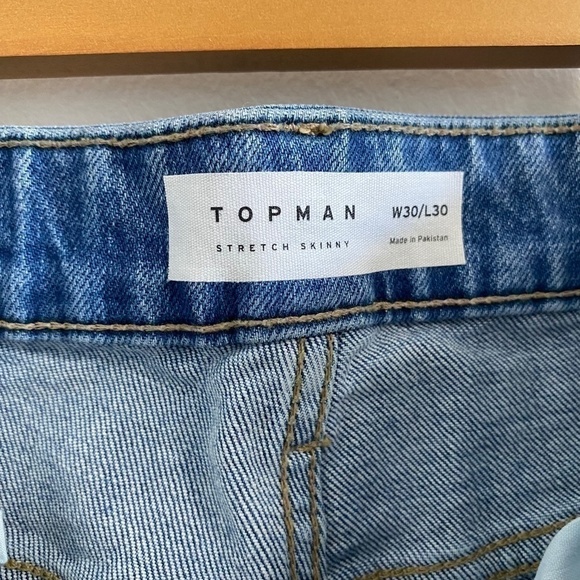 TOPMAN W30/L30
STRETCH SKINNY Made in Pakistan